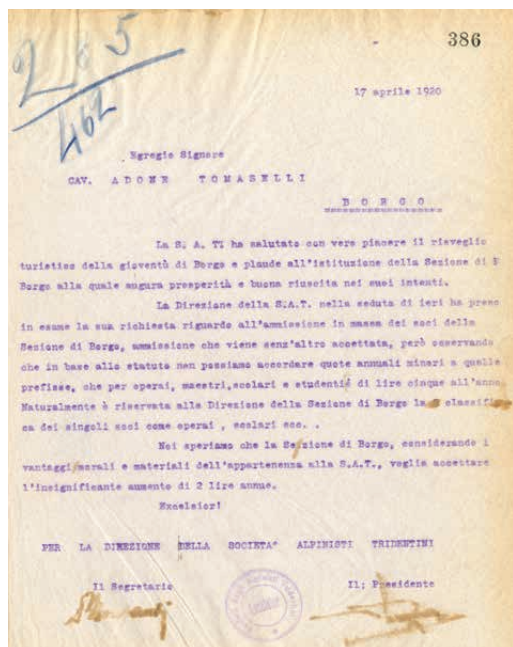 386
285
462
17 aprile 1920
Egregio Signore
CAV. ADONE TOMASELLI
BORGO
La S. A. T: ha salutato con vero piacere il risveglio
turistico della gioventù di Borgo e plaude all'istituzione della Sezione di
Borgo alla quale augura prosperità e buona riuscita nei suoi intenti.
La Direzione della S.A.T. nella seduta di ieri ha preso
in esame la sua richiesta riguardo all'ammissione in massa dei soci della
Sezione di Borgo, ammissione che viene senz'altro accettata, però osservando
che in base allo statuto non possiamo accordare quote annuali minori a quelle
prefisse, che per operai, maestri,scolari e studenti è di lire cinque all'anno
Naturalmente è riservata alla Direzione della Sezione di Borgo la classifi
ca dei singoli soci come operai , scolari ecc. .
Noi speriamo che la Sezione di Borgo, considerando i
vantaggi morali e materiali dell'appartenenza alla S.A.T., voglia accettare
l'insignificante aumento di 2 lire annue.
Excelsior!
PER LA DIREZIONE DELLA SOCIETA" ALPINISTI TRIDENTINI
Il Segretario Il; Presidente